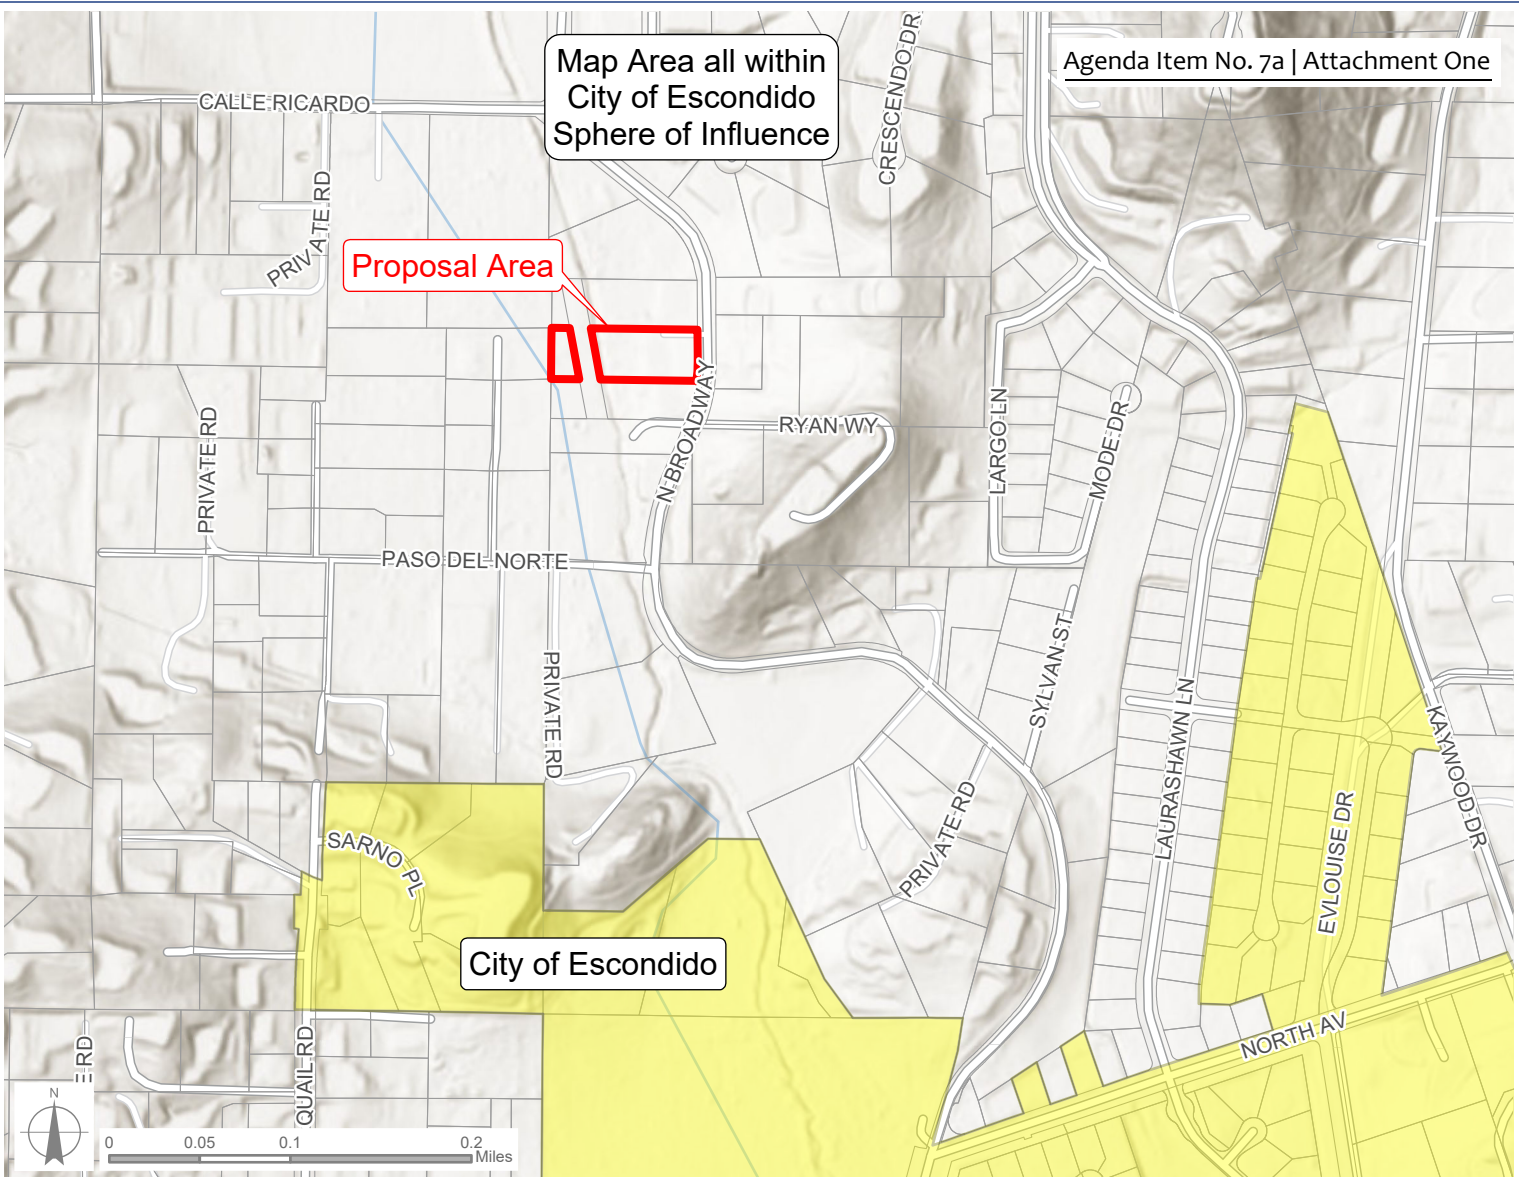 Agenda Item No. 7a | Attachment One
Map Area all within
City of Escondido
Sphere of Influence
CRESCENDO DR
CALLE RICARDO
PRIVATE RD
Proposal Area
N BROADWAY
RYAN WY
LARGO LN
MODE DR
PRIVATE RD
PASO DEL NORTE
PRIVATE RD
SYLVAN ST
LAURASHAWN LN
KAYWOOD DR
PRIVATE RD
EVLOUISE DR
SARNO PL
City of Escondido
NORTH AV
QUAIL RD
E RD
N
0 0.05 0.1 0.2
Miles